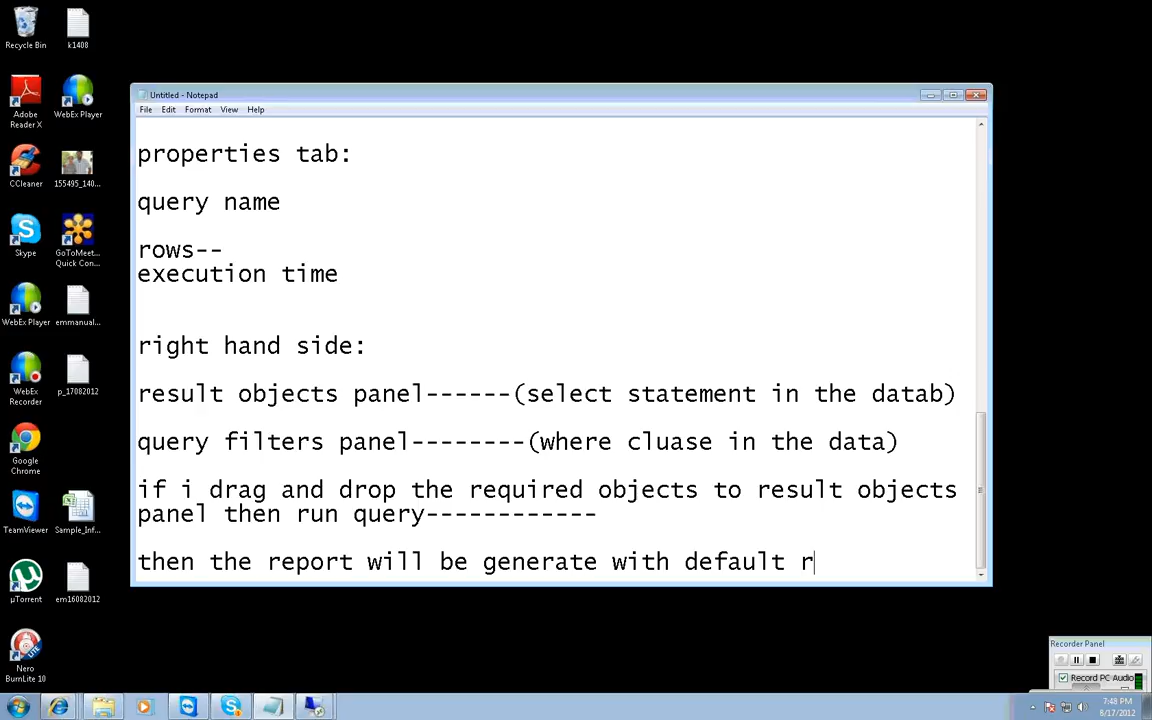 Recycle Bin
k1408
Adobe
Reader X
WebEx Player
CCleaner
155495_140...
Skype
GoToMeet...
Quick Con...
WebEx Player
emmanual...
WebEx
Recorder
p_17082012
Google
Chrome
TeamViewer
Sample_Inf...
µTorrent
em16082012
Nero
BurnLite 10
Untitled - Notepad
File Edit Format View Help
properties tab:
query name
rows--
execution time
right hand side:
result objects panel------(select statement in the datab)
query filters panel--------(where cluase in the data)
if i drag and drop the required objects to result objects
panel then run query------------
then the report will be generate with default r
Recorder Panel
Record PC Audio
7:48 PM
8/17/2012